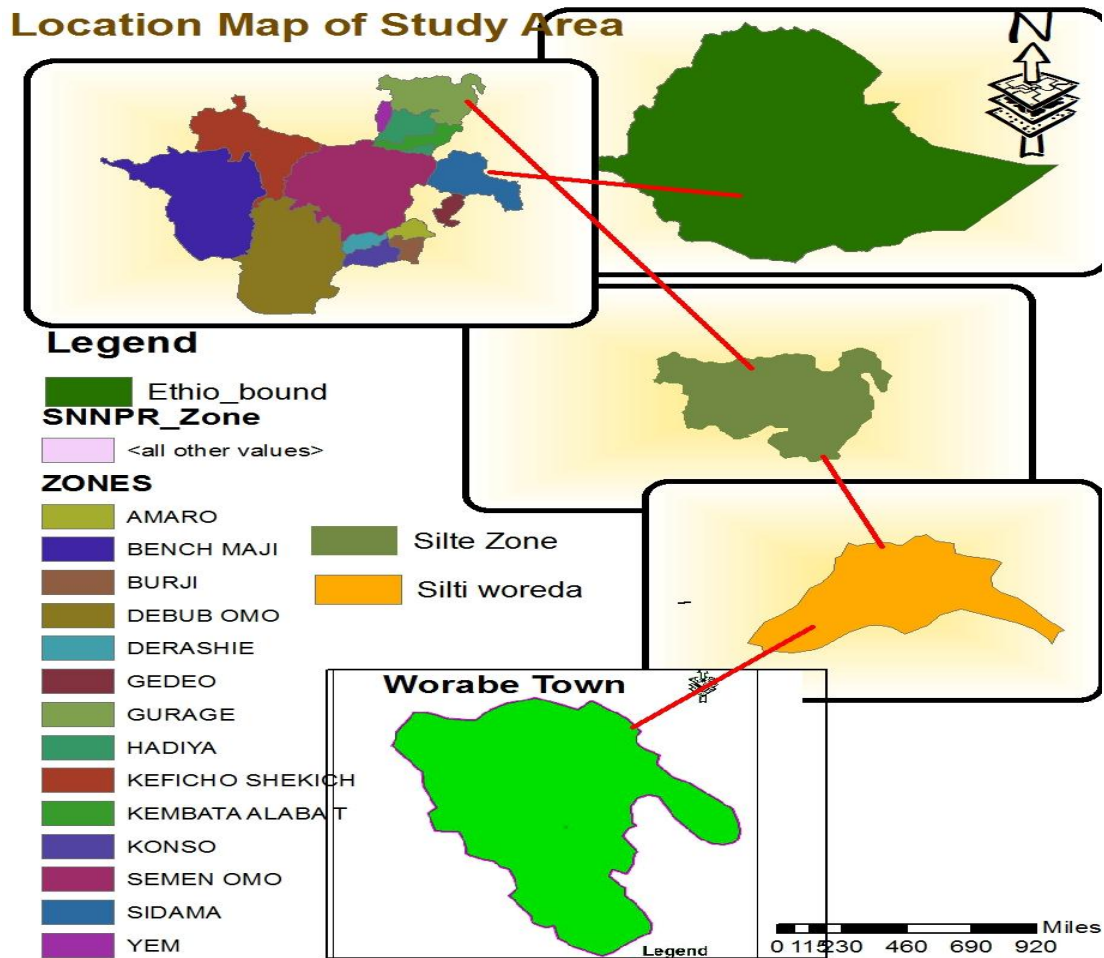 Location Map of Study Area
N
Legend
Ethio_bound
SNNPR_Zone
<all other values>
ZONES
AMARO
BENCH MAJI
BURJI
DEBUB OMO
DERASHIE
GEDEO
GURAGE
HADIYA
KEFICHO SHEKICH
KEMBATA ALABA T
KONSO
SEMEN OMO
SIDAMA
YEM
Silte Zone
Silti woreda
Worabe Town
Legend
Miles
0 115 230 460 690 920